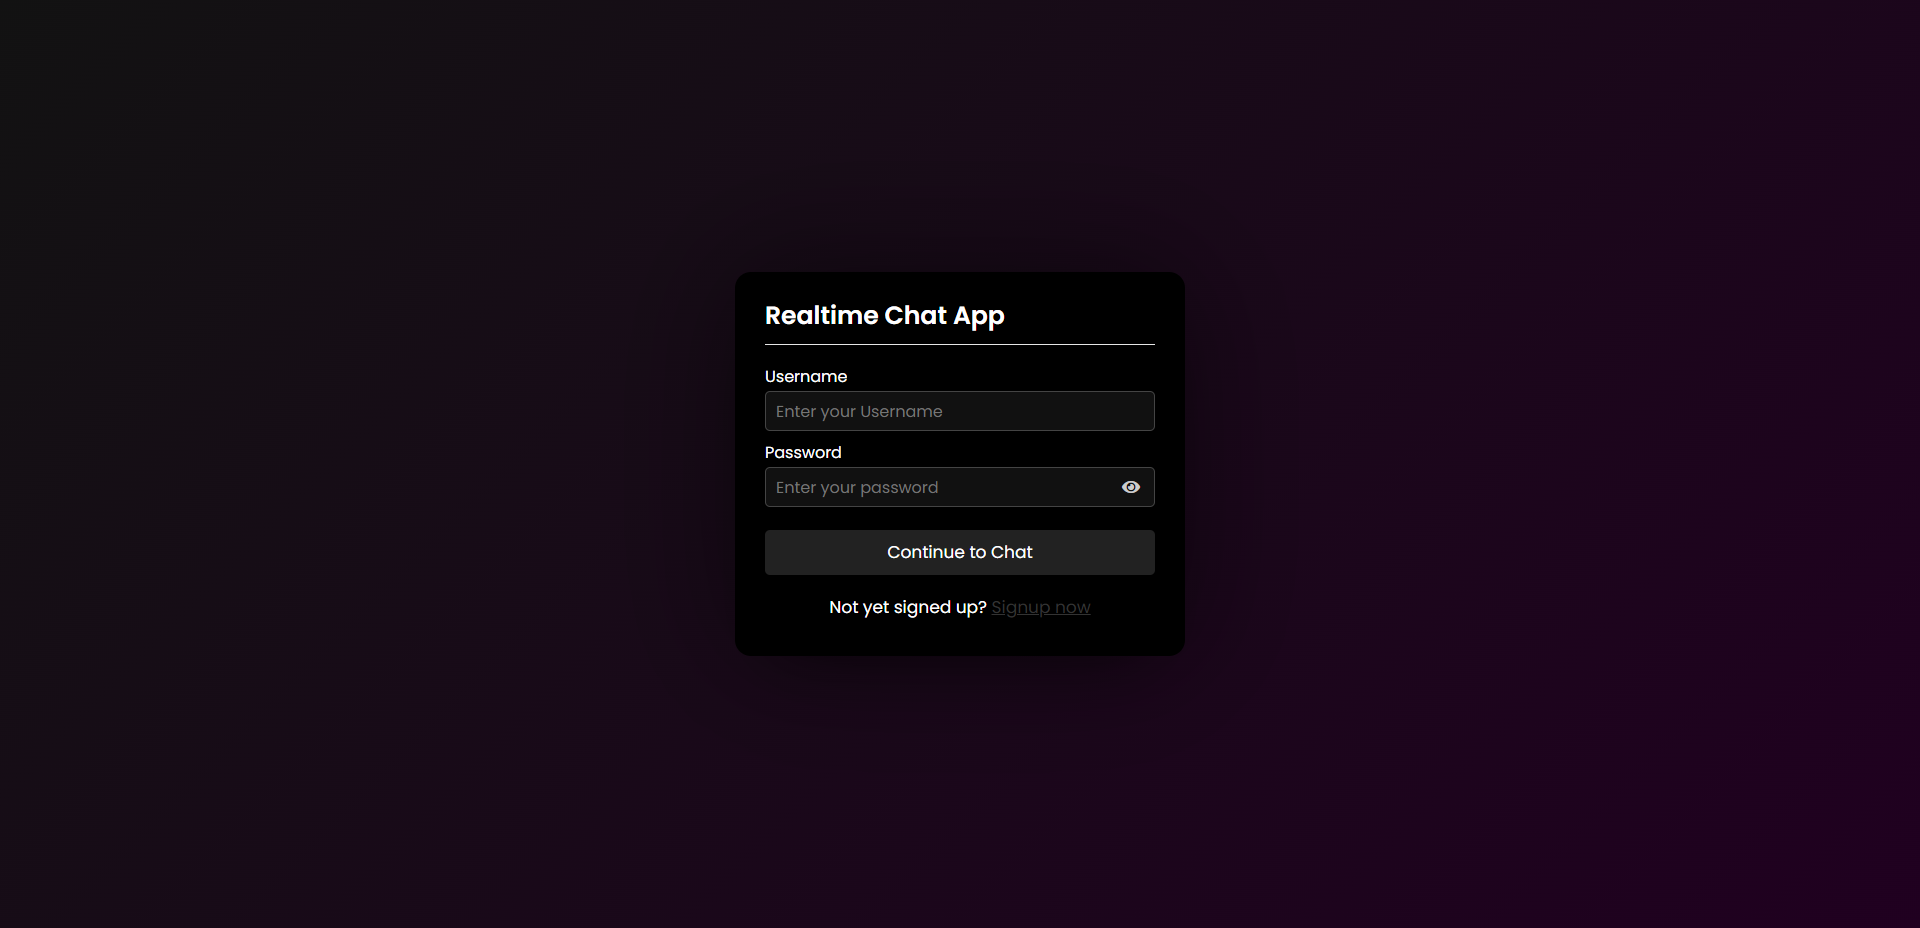 Realtime Chat App
Username
Enter your Username
Password
Enter your password
Continue to Chat
Not yet signed up? Signup now